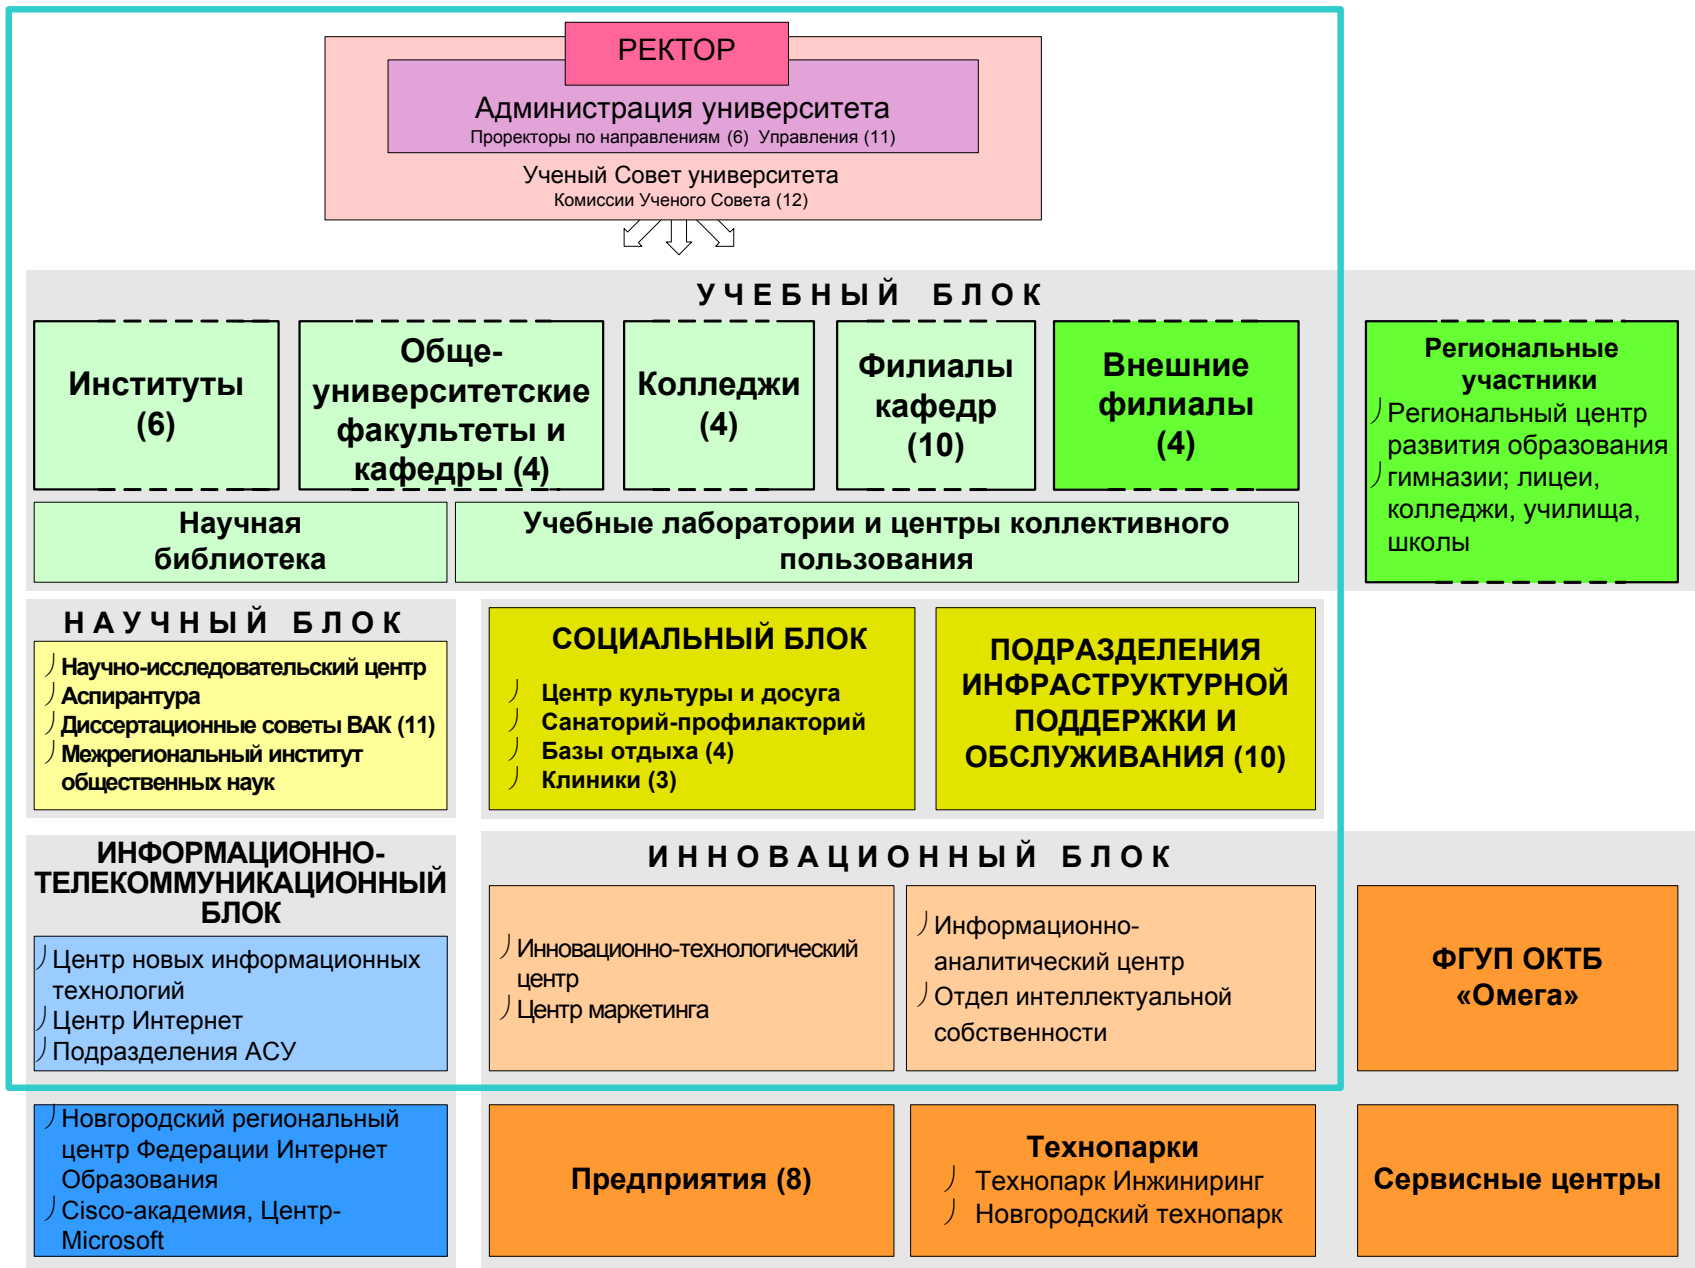 РЕКТОР
Администрация университета
Проректоры по направлениям (6) Управления (11)
Ученый Совет университета
Комиссии Ученого Совета (12)
УЧЕБНЫЙ БЛОК
Институты
(6)
Обще-
университетские
факультеты и
кафедры (4)
Колледжи
(4)
Филиалы
кафедр
(10)
Внешние
филиалы
(4)
Региональные
участники
Региональный центр
развития образования
гимназии; лицеи,
колледжи, училища,
школы
Научная
библиотека
Учебные лаборатории и центры коллективного
пользования
НАУЧНЫЙ БЛОК
Научно-исследовательский центр
Аспирантура
Диссертационные советы ВАК (11)
Межрегиональный институт
общественных наук
СОЦИАЛЬНЫЙ БЛОК
Центр культуры и досуга
Санаторий-профилакторий
Базы отдыха (4)
Клиники (3)
ПОДРАЗДЕЛЕНИЯ
ИНФРАСТРУКТУРНОЙ
ПОДДЕРЖКИ И
ОБСЛУЖИВАНИЯ (10)
ИНФОРМАЦИОННО-
ТЕЛЕКОММУНИКАЦИОННЫЙ
БЛОК
Центр новых информационных
технологий
Центр Интернет
Подразделения АСУ
Новгородский региональный
центр Федерации Интернет
Образования
Cisco-академия, Центр-
Microsoft
ИННОВАЦИОННЫЙ БЛОК
Инновационно-технологический
центр
Центр маркетинга
Информационно-
аналитический центр
Отдел интеллектуальной
собственности
ФГУП ОКТБ
«Омега»
Предприятия (8)
Технопарки
Технопарк Инжиниринг
Новгородский технопарк
Сервисные центры